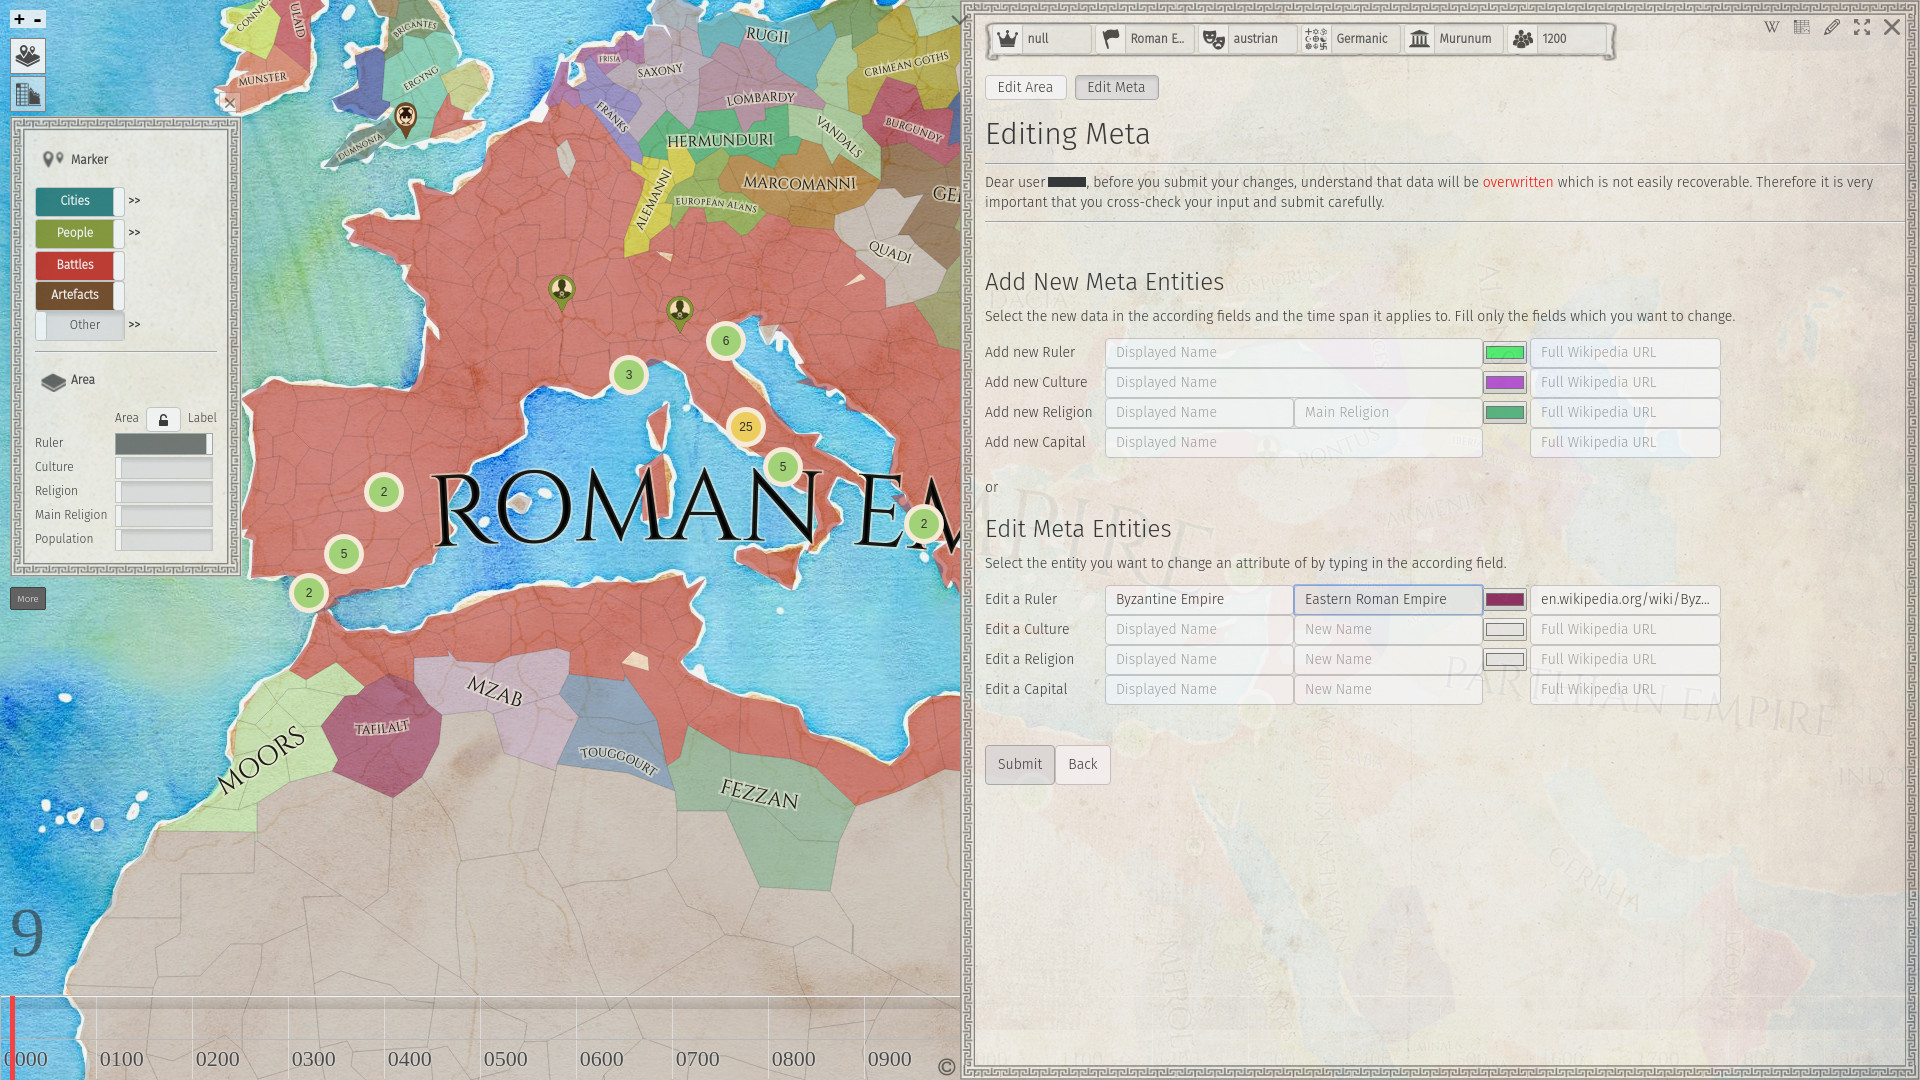 + -
Marker
Cities >>
People >>
Battles
Artefacts
Other >>
Area
Area Label
Ruler
Culture
Religion
Main Religion
Population
More
9
MUNSTER
ULAID
BRIGANTES
ERGYNG
DUMNONIA
FRISIA
SAXONY
RUGII
CRIMEAN GOTHS
FRANKS
LOMBARDY
HERMUNDURI
VANDALS
BURGUNDY
ALEMANNI
MARCOMANNI
EUROPEAN ALANS
QUADI
6
3
25
5
2
5
2
2
ROMAN EM
MOORS
TAFILALT
MZAB
TOUGGOURT
FEZZAN
0000 0100 0200 0300 0400 0500 0600 0700 0800 0900 ©
null Roman E... austrian Germanic Murunum 1200
W
Edit Area Edit Meta
Editing Meta
Dear user , before you submit your changes, understand that data will be overwritten which is not easily recoverable. Therefore it is very
important that you cross-check your input and submit carefully.
Add New Meta Entities
Select the new data in the according fields and the time span it applies to. Fill only the fields which you want to change.
Add new Ruler Displayed Name Full Wikipedia URL
Add new Culture Displayed Name Full Wikipedia URL
Add new Religion Displayed Name Main Religion Full Wikipedia URL
Add new Capital Displayed Name Full Wikipedia URL
or
Edit Meta Entities
Select the entity you want to change an attribute of by typing in the according field.
Edit a Ruler Byzantine Empire Eastern Roman Empire en.wikipedia.org/wiki/Byz...
Edit a Culture Displayed Name New Name Full Wikipedia URL
Edit a Religion Displayed Name New Name Full Wikipedia URL
Edit a Capital Displayed Name New Name Full Wikipedia URL
PARTHIAN EMPIRE
GERRHA
Submit Back